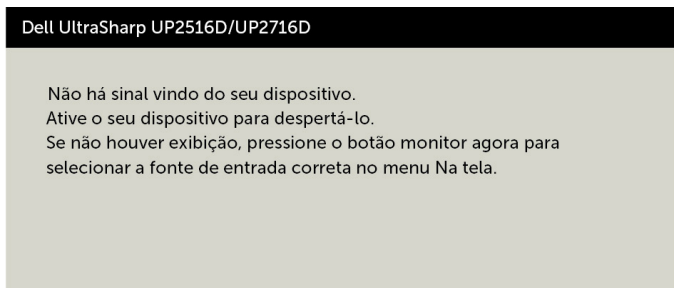 Dell UltraSharp UP2516D/UP2716D
Não há sinal vindo do seu dispositivo.
Ative o seu dispositivo para despertá-lo.
Se não houver exibição, pressione o botão monitor agora para
selecionar a fonte de entrada correta no menu Na tela.